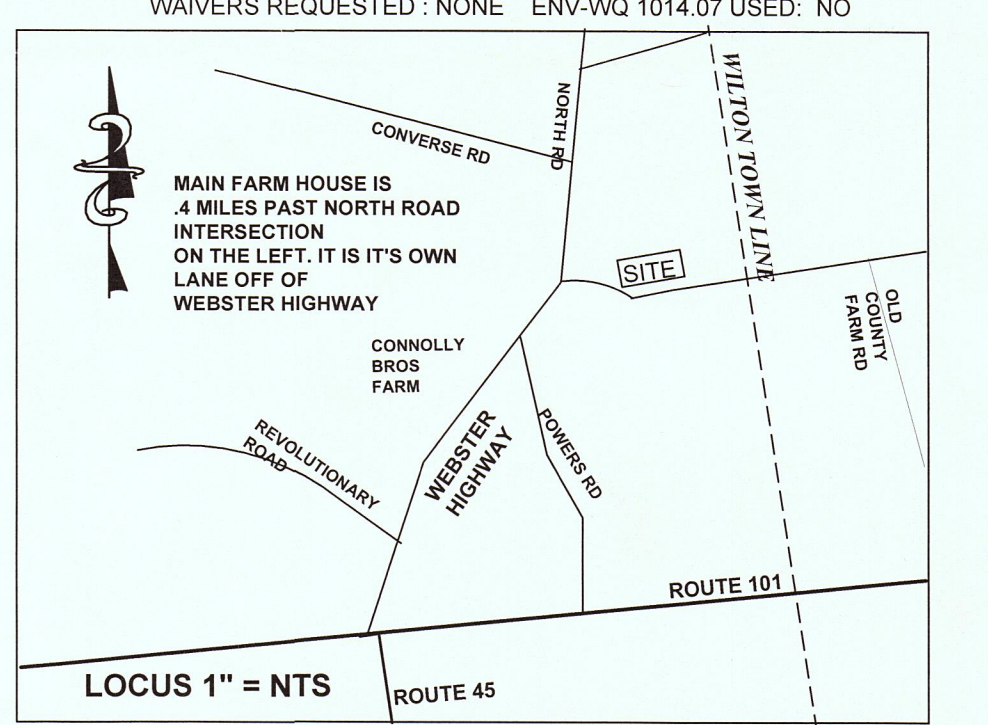 WAIVERS REQUESTED : NONE ENV-WQ 1014.07 USED: NO
CONVERSE RD
NORTH RD
WILTON TOWN LINE
MAIN FARM HOUSE IS
.4 MILES PAST NORTH ROAD
INTERSECTION
ON THE LEFT. IT IS IT'S OWN
LANE OFF OF
WEBSTER HIGHWAY
SITE
OLD
COUNTY
FARM RD
CONNOLLY
BROS
FARM
REVOLUTIONARY
ROAD
WEBSTER
HIGHWAY
POWERS RD
ROUTE 101
LOCUS 1" = NTS
ROUTE 45